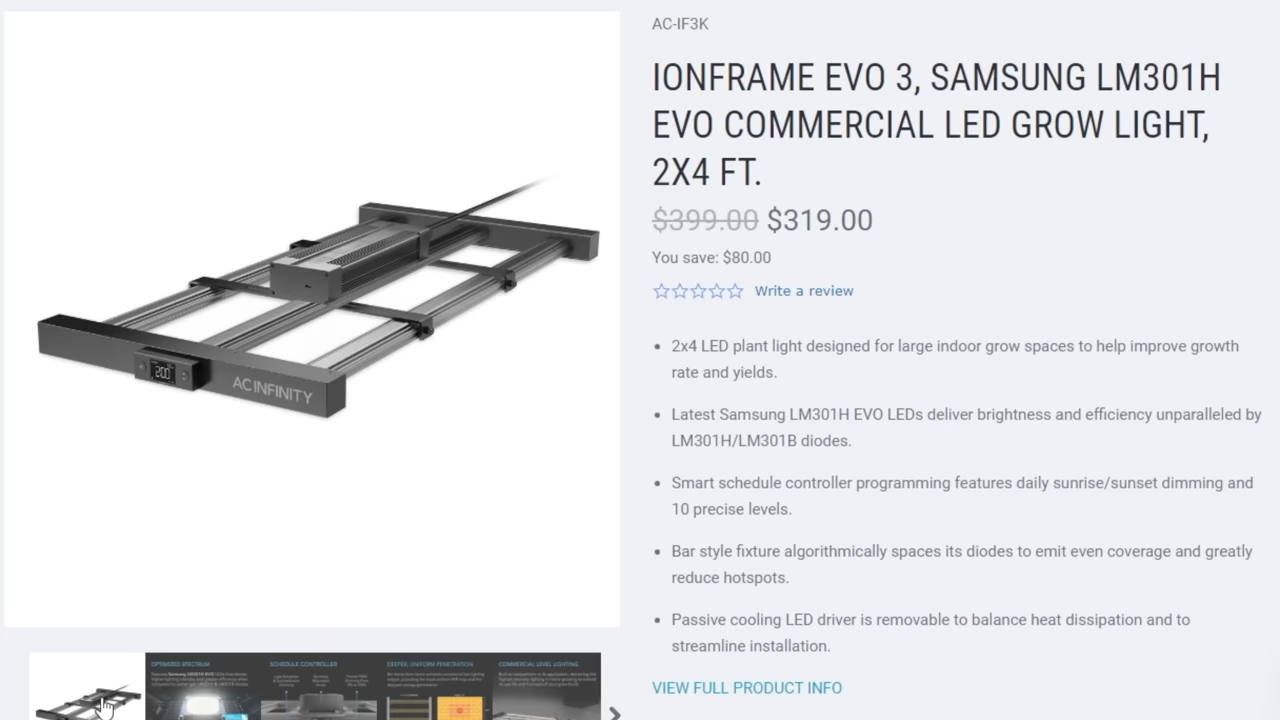 AC-IF3K
IONFRAME EVO 3, SAMSUNG LM301H
EVO COMMERCIAL LED GROW LIGHT,
2X4 FT.
$399.00 $319.00
You save: $80.00
Write a review
• 2x4 LED plant light designed for large indoor grow spaces to help improve growth
rate and yields.
• Latest Samsung LM301H EVO LEDs deliver brightness and efficiency unparalleled by
LM301H/LM301B diodes.
• Smart schedule controller programming features daily sunrise/sunset dimming and
10 precise levels.
• Bar style fixture algorithmically spaces its diodes to emit even coverage and greatly
reduce hotspots.
• Passive cooling LED driver is removable to balance heat dissipation and to
streamline installation.
VIEW FULL PRODUCT INFO
200
AC INFINITY
OPTIMIZED SPECTRUM
SCHEDULE CONTROLLER
DEEPER, UNIFORM PENETRATION
COMMERCIAL LEVEL LIGHTING